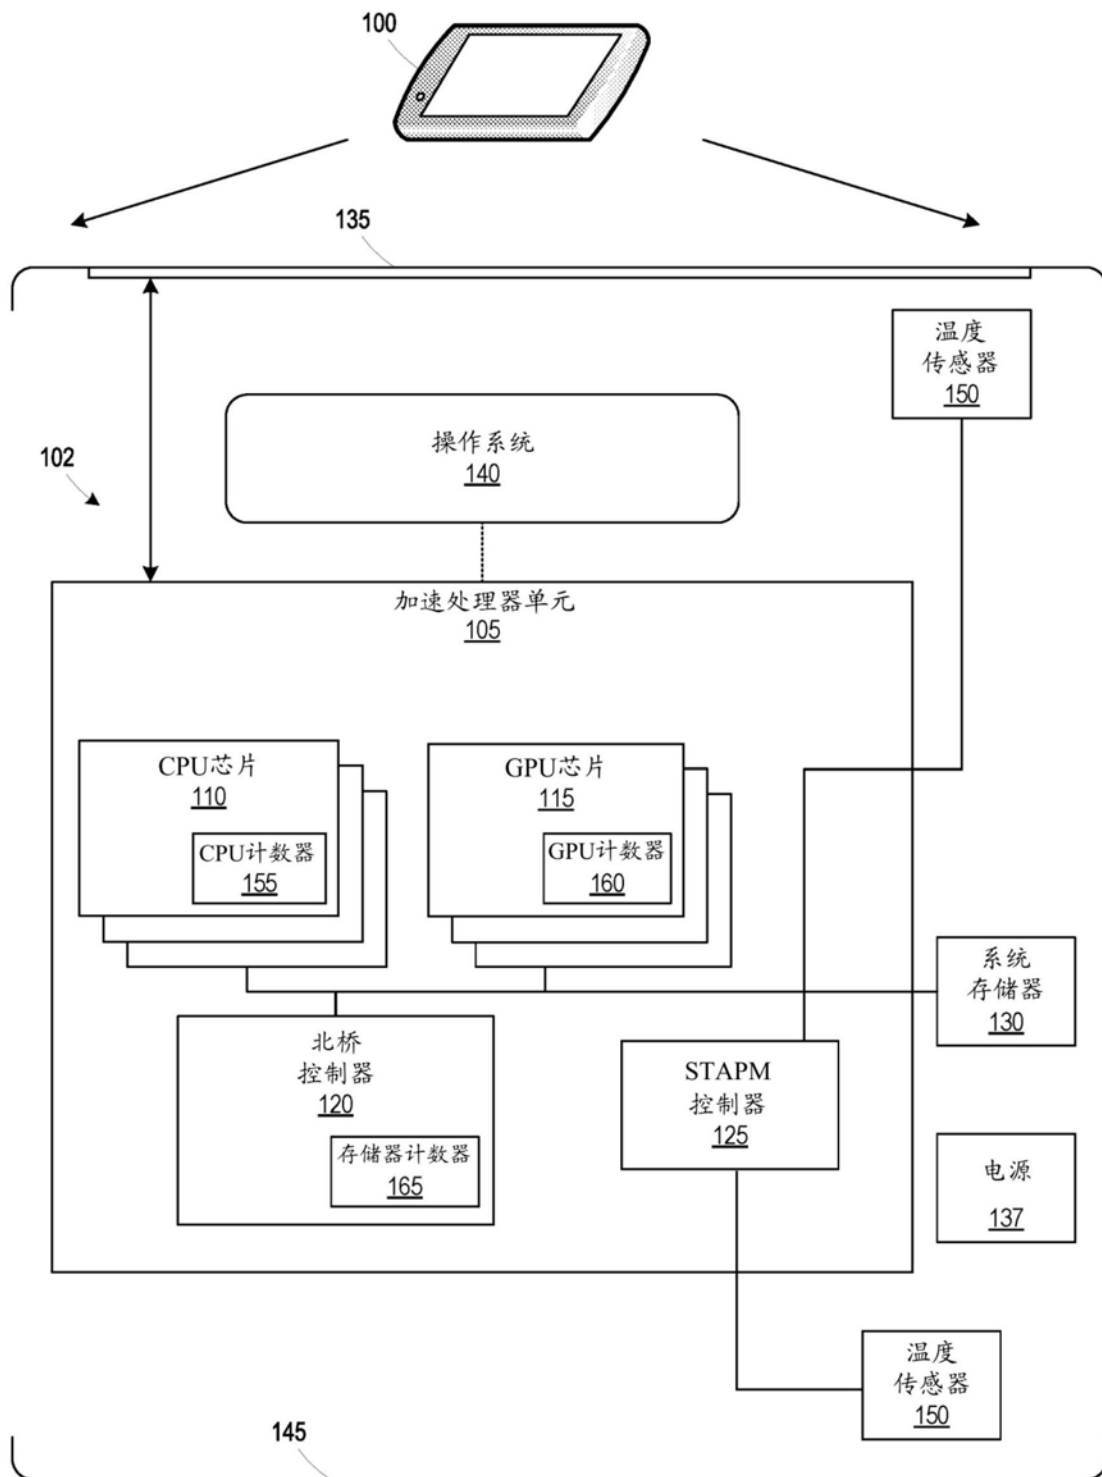 100
135
温度
传感器
150
操作系统
140
102
加速处理器单元
105
CPU芯片
110
CPU计数器
155
GPU芯片
115
GPU计数器
160
系统
存储器
130
北桥
控制器
120
存储器计数器
165
STAPM
控制器
125
电源
137
温度
传感器
150
145